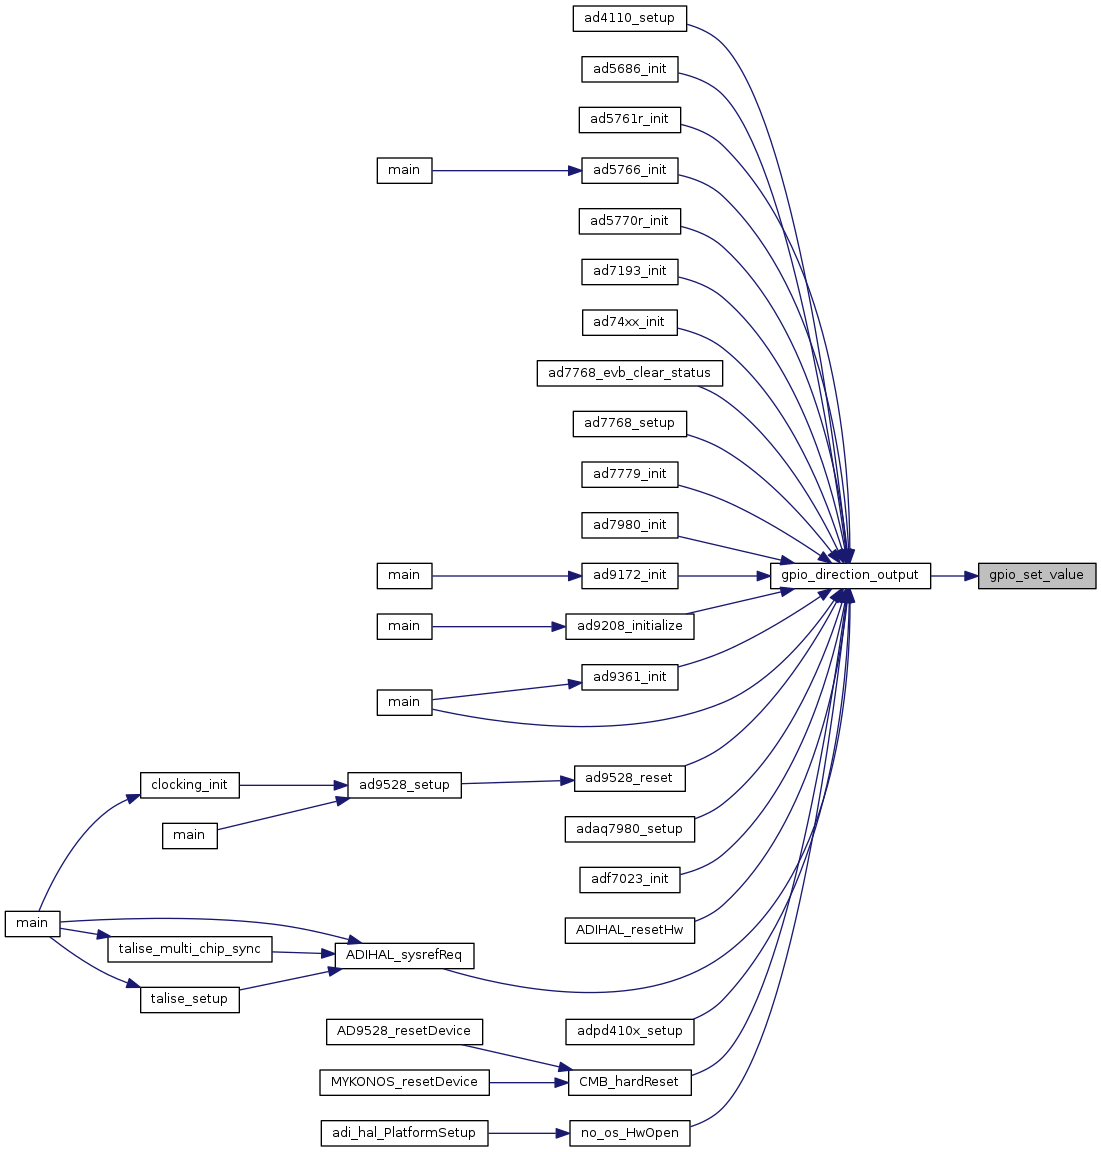 ad4110_setup
ad5686_init
ad5761r_init
main
ad5766_init
ad5770r_init
ad7193_init
ad74xx_init
ad7768_evb_clear_status
ad7768_setup
ad7779_init
ad7980_init
main
ad9172_init
gpio_direction_output
gpio_set_value
main
ad9208_initialize
ad9361_init
main
clocking_init
ad9528_setup
ad9528_reset
main
adaq7980_setup
adf7023_init
main
ADIHAL_resetHw
talise_multi_chip_sync
ADIHAL_sysrefReq
talise_setup
AD9528_resetDevice
adpd410x_setup
MYKONOS_resetDevice
CMB_hardReset
adi_hal_PlatformSetup
no_os_HwOpen